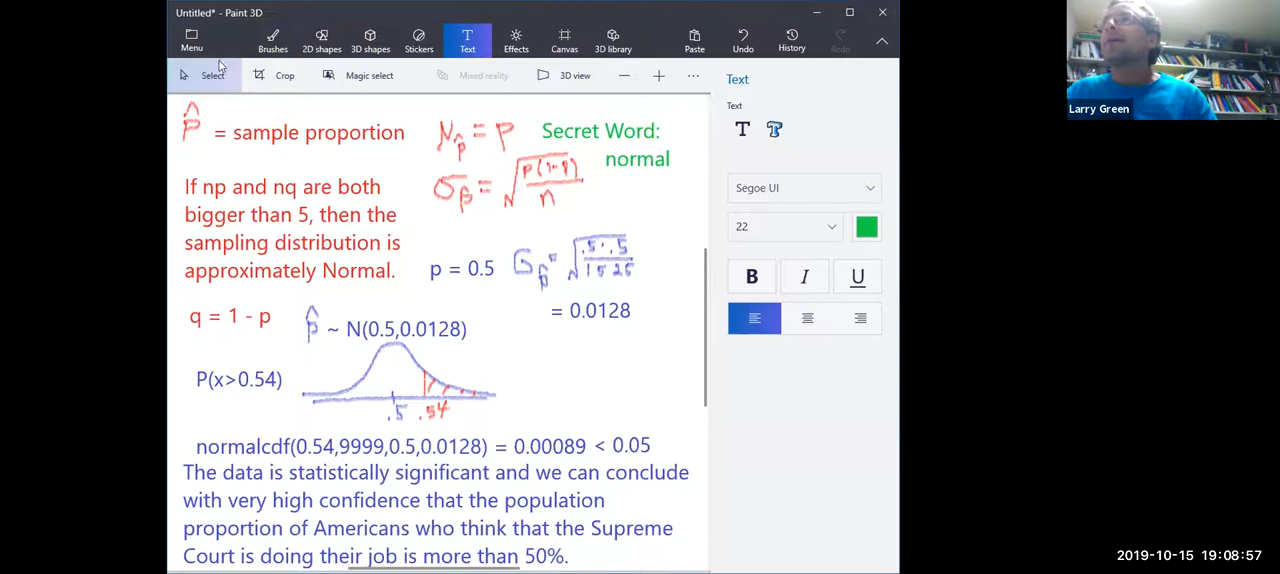 Untitled* - Paint 3D
Menu
Brushes
2D shapes
3D shapes
Stickers
Text
Effects
Canvas
3D library
Paste
Undo
History
Redo
Select
Crop
Magic select
Mixed reality
3D view
Text
Text
Segoe UI
22
B I U
Larry Green
p̂ = sample proportion
μp̂ = p
σp̂ = √(p(1-p)/n)
Secret Word:
normal
If np and nq are both
bigger than 5, then the
sampling distribution is
approximately Normal.
p = 0.5
σp̂ = √(.5·.5/1525)
= 0.0128
q = 1 - p
p̂ ~ N(0.5,0.0128)
P(x>0.54)
.5 .54
normalcdf(0.54,9999,0.5,0.0128) = 0.00089 < 0.05
The data is statistically significant and we can conclude
with very high confidence that the population
proportion of Americans who think that the Supreme
Court is doing their job is more than 50%.
2019-10-15 19:08:57